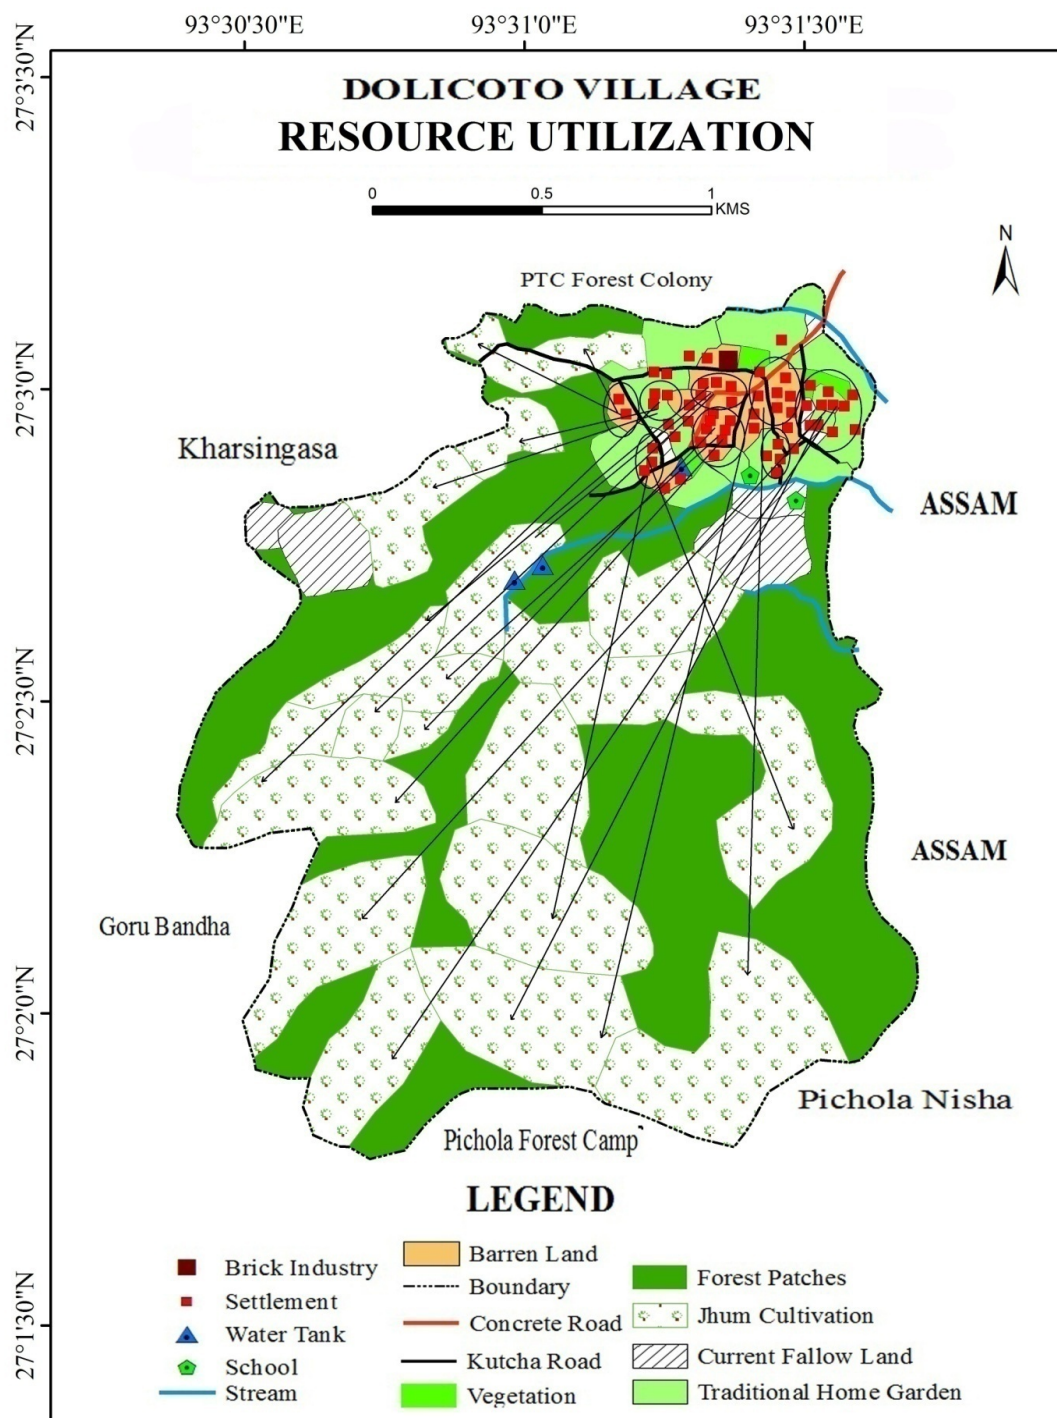 93°30'30"E
93°31'0"E
93°31'30"E
27°3'30"N
DOLICOTO VILLAGE
RESOURCE UTILIZATION
0
0.5
1
KMS
N
PTC Forest Colony
27°3'0"N
Kharsingasa
ASSAM
27°2'30"N
ASSAM
Goru Bandha
27°2'0"N
Pichola Nisha
Pichola Forest Camp
LEGEND
27°1'30"N
Brick Industry
Settlement
Water Tank
School
Stream
Barren Land
Boundary
Concrete Road
Kutcha Road
Vegetation
Forest Patches
Jhum Cultivation
Current Fallow Land
Traditional Home Garden